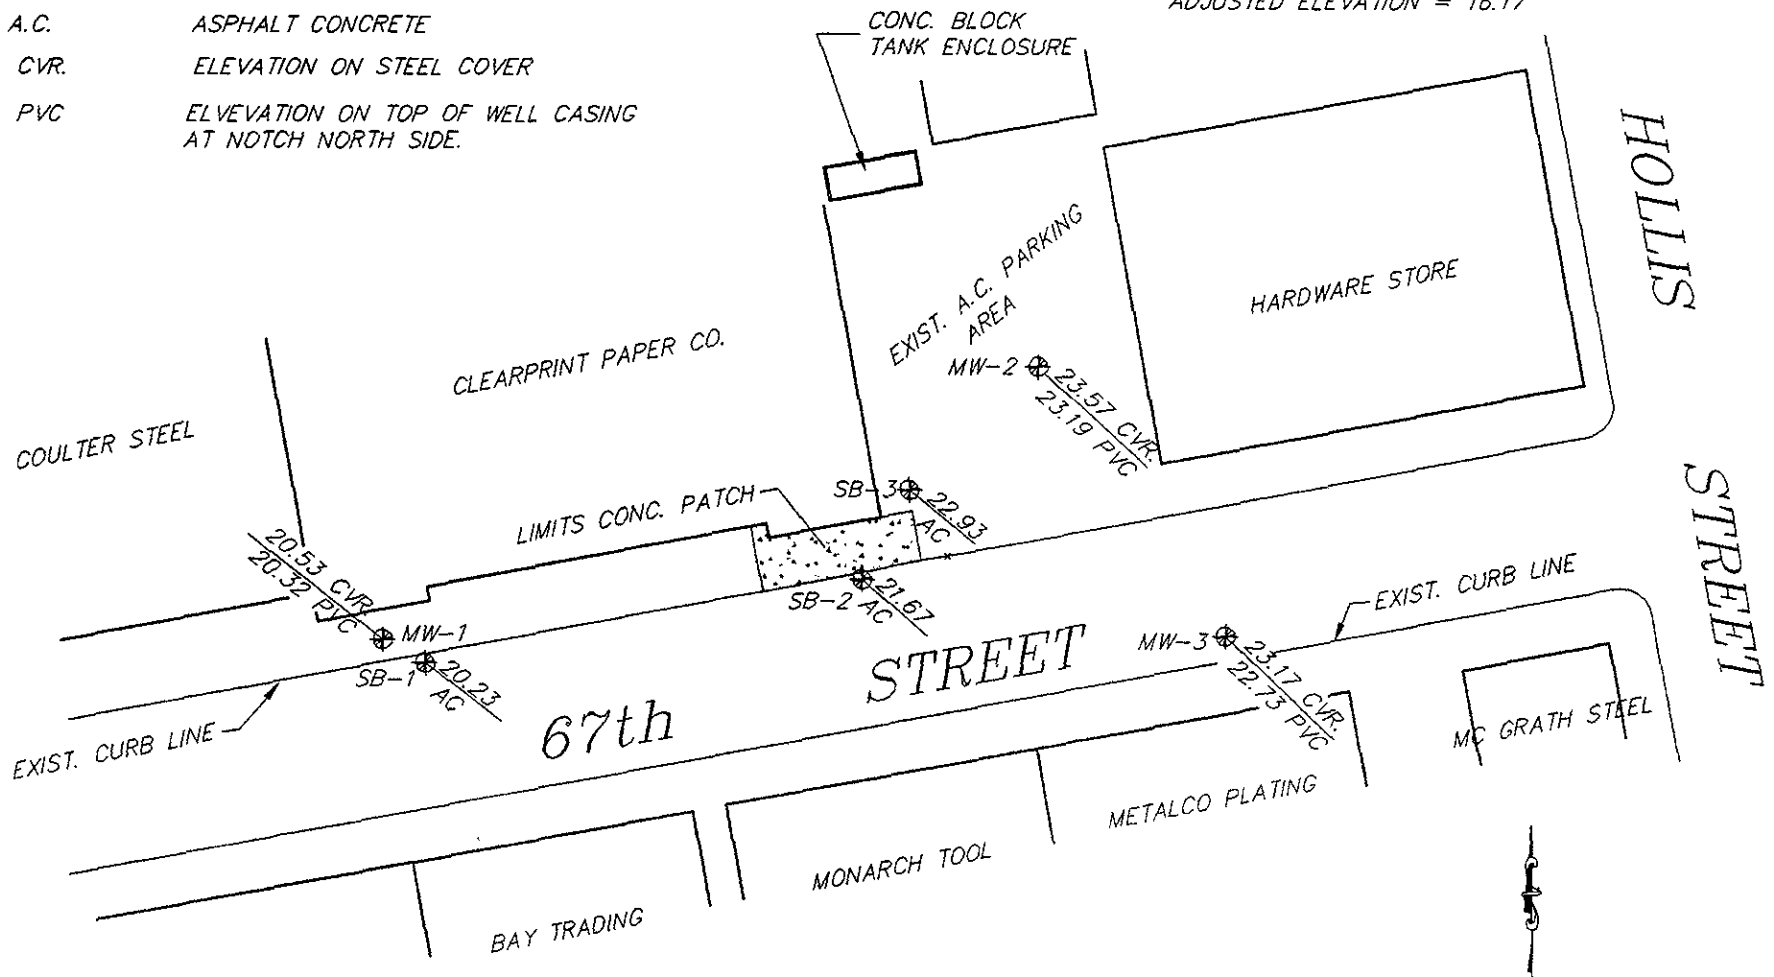 ADJUSTED ELEVATION = 16.17
A.C. ASPHALT CONCRETE
CVR. ELEVATION ON STEEL COVER
PVC ELVEVATION ON TOP OF WELL CASING
AT NOTCH NORTH SIDE.
CONC. BLOCK
TANK ENCLOSURE
HOLLIS
STREET
HARDWARE STORE
EXIST. A.C. PARKING
AREA
CLEARPRINT PAPER CO.
COULTER STEEL
MW-2
23.57 CVR.
23.19 PVC
SB-3
22.93
AC
LIMITS CONC. PATCH
20.53 CVR.
20.32 PVC
MW-1
SB-1
20.23
AC
SB-2
21.67
AC
EXIST. CURB LINE
MW-3
23.17 CVR.
22.73 PVC
EXIST. CURB LINE
67th STREET
MC GRATH STEEL
METALCO PLATING
MONARCH TOOL
BAY TRADING